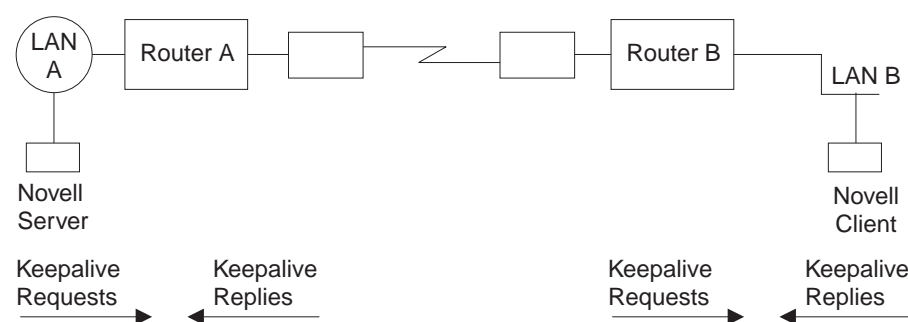 LAN
A
Router A
Router B
LAN B
Novell
Server
Novell
Client
Keepalive
Requests
Keepalive
Replies
Keepalive
Requests
Keepalive
Replies